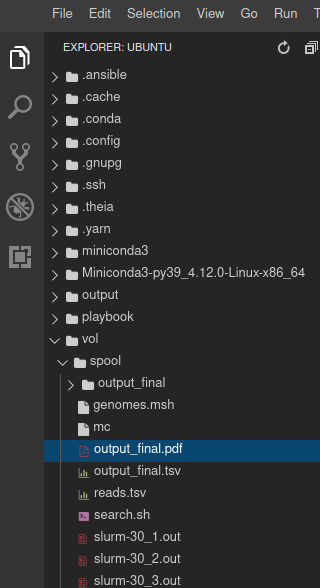 File Edit Selection View Go Run T
EXPLORER: UBUNTU
.ansible
.cache
.conda
.config
.gnupg
.ssh
.theia
.yarn
miniconda3
Miniconda3-py39_4.12.0-Linux-x86_64
output
playbook
vol
spool
output_final
genomes.msh
mc
output_final.pdf
output_final.tsv
reads.tsv
search.sh
slurm-30_1.out
slurm-30_2.out
slurm-30_3.out